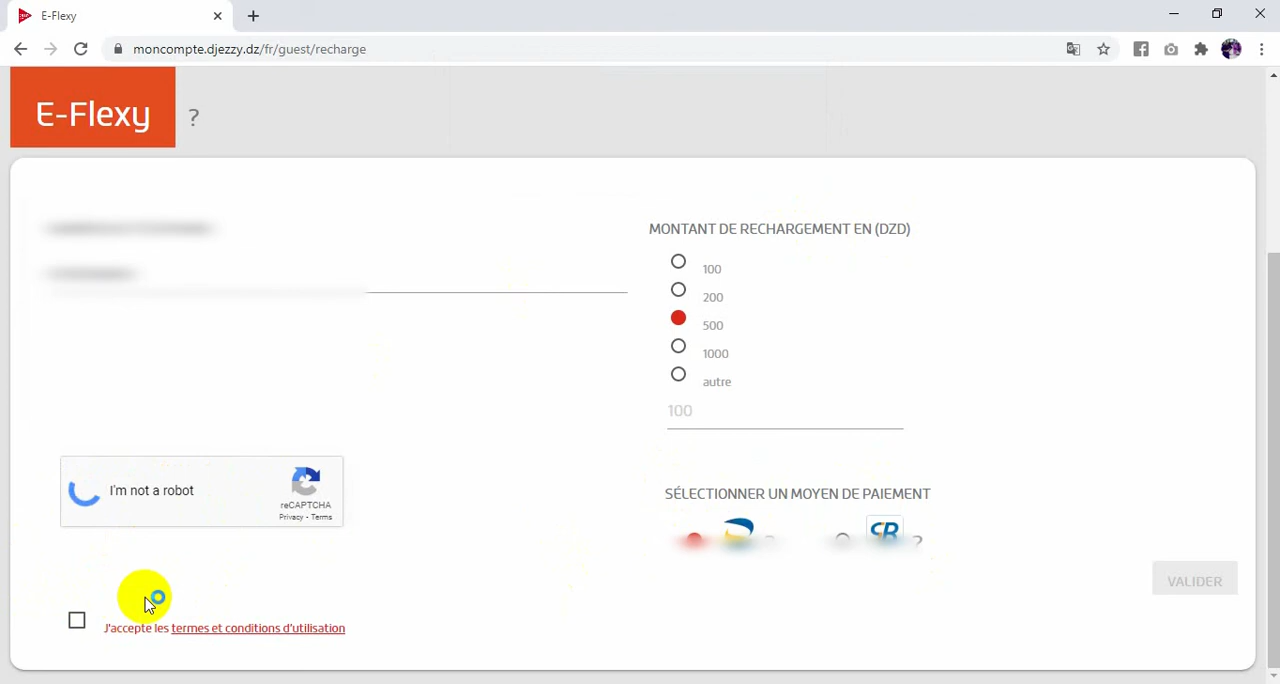 E-Flexy
moncompte.djezzy.dz/fr/guest/recharge
E-Flexy ?
MONTANT DE RECHARGEMENT EN (DZD)
100
200
500
1000
autre
100
I'm not a robot
reCAPTCHA
Privacy - Terms
SÉLECTIONNER UN MOYEN DE PAIEMENT
?
VALIDER
J'accepte les termes et conditions d'utilisation